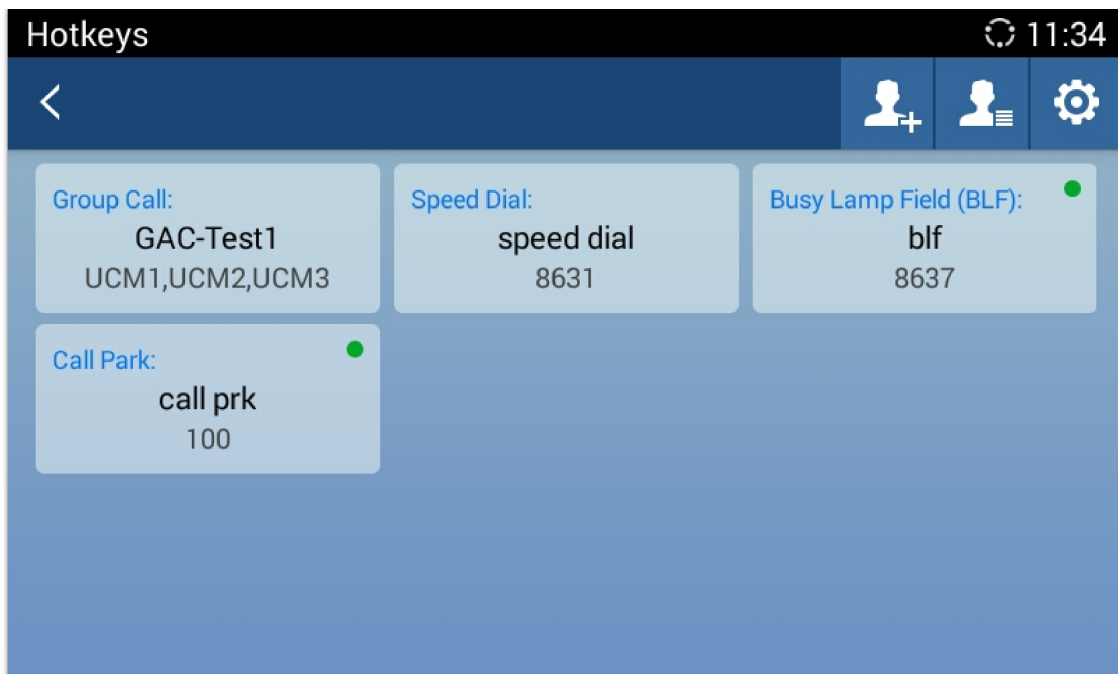 Hotkeys
11:34
Group Call:
GAC-Test1
UCM1,UCM2,UCM3
Speed Dial:
speed dial
8631
Busy Lamp Field (BLF):
blf
8637
Call Park:
call prk
100